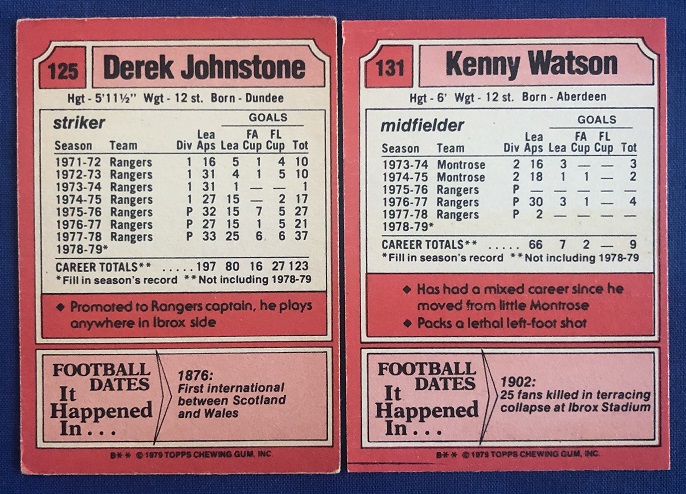 125 Derek Johnstone
Hgt - 5'11½" Wgt - 12 st. Born - Dundee
striker
GOALS
Lea FA FL
Season Team Div Aps Lea Cup Cup Tot
1971-72 Rangers 1 16 5 1 4 10
1972-73 Rangers 1 31 4 1 5 10
1973-74 Rangers 1 31 1 — — 1
1974-75 Rangers 1 27 15 — 2 17
1975-76 Rangers P 32 15 7 5 27
1976-77 Rangers P 27 15 1 5 21
1977-78 Rangers P 33 25 6 6 37
1978-79*
CAREER TOTALS** ..... 197 80 16 27 123
*Fill in season's record **Not including 1978-79
◆ Promoted to Rangers captain, he plays
anywhere in Ibrox side
FOOTBALL
DATES
It
Happened
In . . .
1876:
First international
between Scotland
and Wales
B** © 1979 TOPPS CHEWING GUM, INC.
131 Kenny Watson
Hgt - 6' Wgt - 12 st. Born - Aberdeen
midfielder
GOALS
Lea FA FL
Season Team Div Aps Lea Cup Cup Tot
1973-74 Montrose 2 16 3 — — 3
1974-75 Montrose 2 18 1 1 — 2
1975-76 Rangers P — — — — —
1976-77 Rangers P 30 3 1 — 4
1977-78 Rangers P 2 — — — —
1978-79*
CAREER TOTALS** .. 66 7 2 — 9
*Fill in season's record **Not including 1978-79
◆ Has had a mixed career since he
moved from little Montrose
◆ Packs a lethal left-foot shot
FOOTBALL
DATES
It
Happened
In . . .
1902:
25 fans killed in terracing
collapse at Ibrox Stadium
B** © 1979 TOPPS CHEWING GUM, INC.